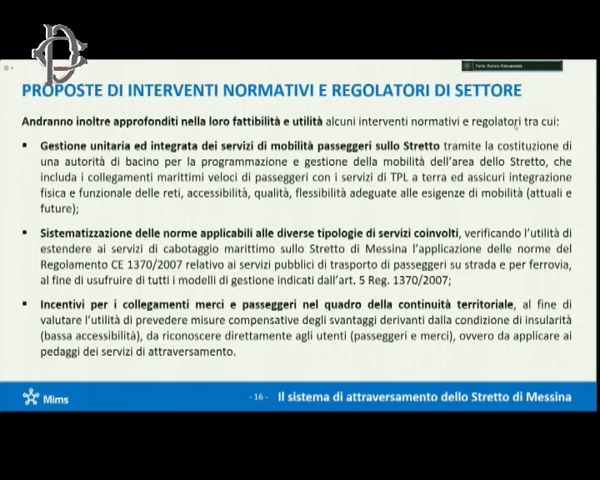 PROPOSTE DI INTERVENTI NORMATIVI E REGOLATORI DI SETTORE
Andranno inoltre approfonditi nella loro fattibilità e utilità alcuni interventi normativi e regolatori tra cui:
▪ Gestione unitaria ed integrata dei servizi di mobilità passeggeri sullo Stretto tramite la costituzione di
una autorità di bacino per la programmazione e gestione della mobilità dell'area dello Stretto, che
includa i collegamenti marittimi veloci di passeggeri con i servizi di TPL a terra ed assicuri integrazione
fisica e funzionale delle reti, accessibilità, qualità, flessibilità adeguate alle esigenze di mobilità (attuali e
future);
▪ Sistematizzazione delle norme applicabili alle diverse tipologie di servizi coinvolti, verificando l'utilità di
estendere ai servizi di cabotaggio marittimo sullo Stretto di Messina l'applicazione delle norme del
Regolamento CE 1370/2007 relativo ai servizi pubblici di trasporto di passeggeri su strada e per ferrovia,
al fine di usufruire di tutti i modelli di gestione indicati dall'art. 5 Reg. 1370/2007;
▪ Incentivi per i collegamenti merci e passeggeri nel quadro della continuità territoriale, al fine di
valutare l'utilità di prevedere misure compensative degli svantaggi derivanti dalla condizione di insularità
(bassa accessibilità), da riconoscere direttamente agli utenti (passeggeri e merci), ovvero da applicare ai
pedaggi dei servizi di attraversamento.
Mims
- 16 - Il sistema di attraversamento dello Stretto di Messina